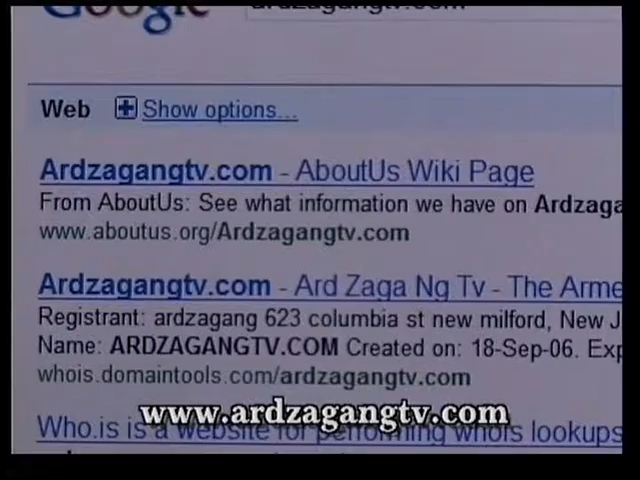 Google ardzagangtv.com
Web Show options...
Ardzagangtv.com - AboutUs Wiki Page
From AboutUs: See what information we have on Ardzaga
www.aboutus.org/Ardzagangtv.com
Ardzagangtv.com - Ard Zaga Ng Tv - The Arme
Registrant: ardzagang 623 columbia st new milford, New J
Name: ARDZAGANGTV.COM Created on: 18-Sep-06. Exp
whois.domaintools.com/ardzagangtv.com
www.ardzagangtv.com
Who.is is a website for performing whois lookups